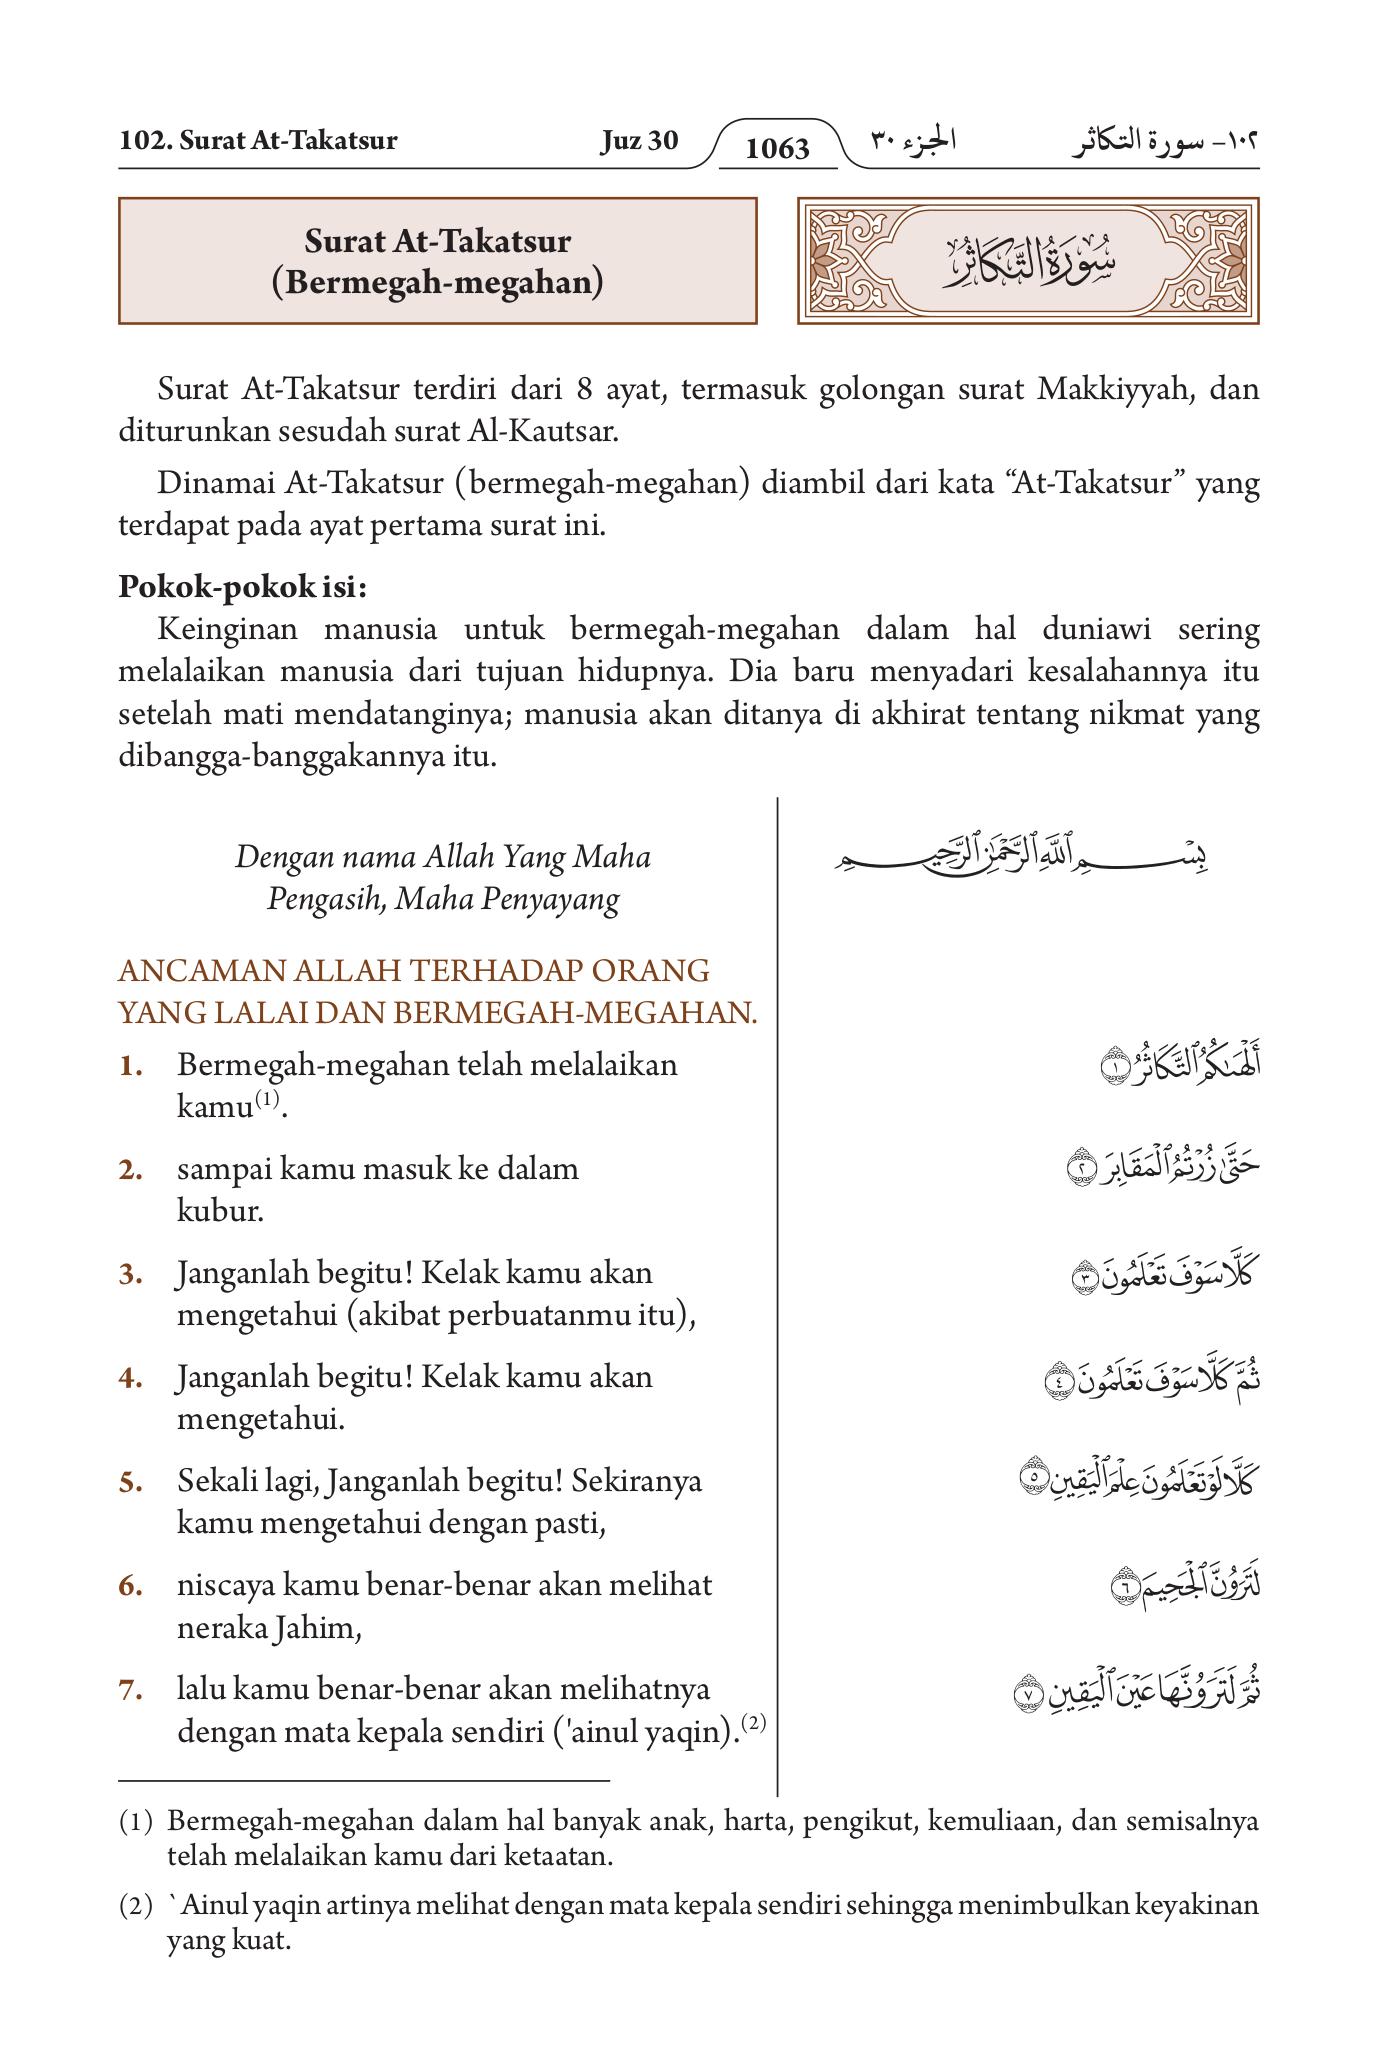 102. Surat At-Takatsur Juz 30 1063 الجزء ٣٠ ١٠٢– سورة التكاثر
Surat At-Takatsur
(Bermegah-megahan)
سُورَةُ التَّكَاثُرِ
Surat At-Takatsur terdiri dari 8 ayat, termasuk golongan surat Makkiyyah, dan
diturunkan sesudah surat Al-Kautsar.
Dinamai At-Takatsur (bermegah-megahan) diambil dari kata “At-Takatsur” yang
terdapat pada ayat pertama surat ini.
Pokok-pokok isi:
Keinginan manusia untuk bermegah-megahan dalam hal duniawi sering
melalaikan manusia dari tujuan hidupnya. Dia baru menyadari kesalahannya itu
setelah mati mendatanginya; manusia akan ditanya di akhirat tentang nikmat yang
dibangga-banggakannya itu.
Dengan nama Allah Yang Maha
Pengasih, Maha Penyayang
بِسْمِ ٱللَّهِ ٱلرَّحْمَٰنِ ٱلرَّحِيمِ
ANCAMAN ALLAH TERHADAP ORANG
YANG LALAI DAN BERMEGAH-MEGAHAN.
1. Bermegah-megahan telah melalaikan
kamu(1).
أَلْهَىٰكُمُ ٱلتَّكَاثُرُ ١
2. sampai kamu masuk ke dalam
kubur.
حَتَّىٰ زُرْتُمُ ٱلْمَقَابِرَ ٢
3. Janganlah begitu! Kelak kamu akan
mengetahui (akibat perbuatanmu itu),
كَلَّا سَوْفَ تَعْلَمُونَ ٣
4. Janganlah begitu! Kelak kamu akan
mengetahui.
ثُمَّ كَلَّا سَوْفَ تَعْلَمُونَ ٤
5. Sekali lagi, Janganlah begitu! Sekiranya
kamu mengetahui dengan pasti,
كَلَّا لَوْ تَعْلَمُونَ عِلْمَ ٱلْيَقِينِ ٥
6. niscaya kamu benar-benar akan melihat
neraka Jahim,
لَتَرَوُنَّ ٱلْجَحِيمَ ٦
7. lalu kamu benar-benar akan melihatnya
dengan mata kepala sendiri ('ainul yaqin).(2)
ثُمَّ لَتَرَوُنَّهَا عَيْنَ ٱلْيَقِينِ ٧
(1) Bermegah-megahan dalam hal banyak anak, harta, pengikut, kemuliaan, dan semisalnya
telah melalaikan kamu dari ketaatan.
(2) `Ainul yaqin artinya melihat dengan mata kepala sendiri sehingga menimbulkan keyakinan
yang kuat.